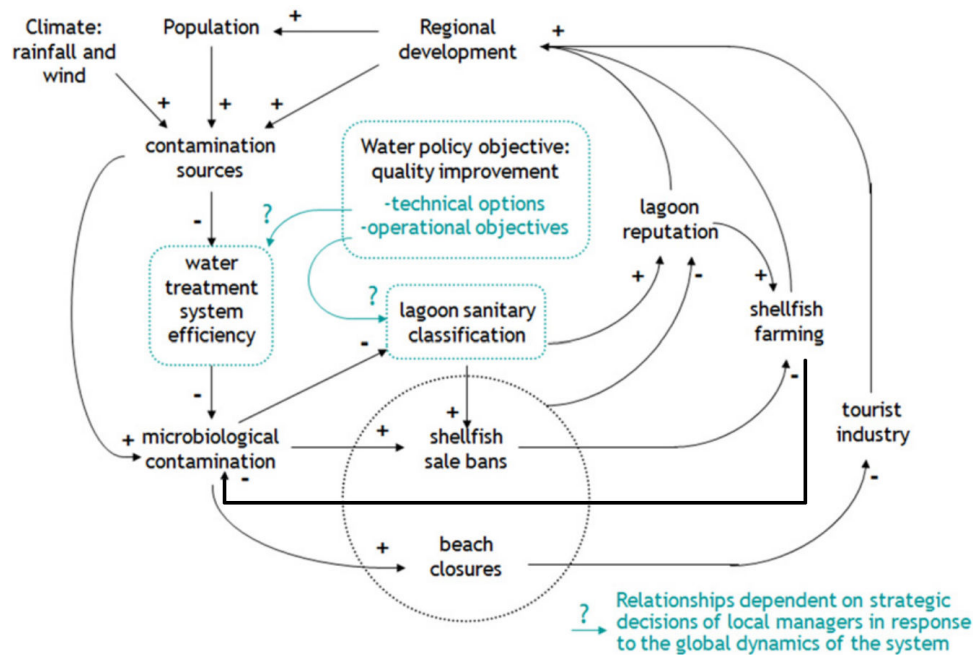 Climate:
rainfall and
wind
Population
Regional
development
+
+
+
+
+
+
contamination
sources
Water policy objective:
quality improvement
-technical options
-operational objectives
?
?
-
water
treatment
system
efficiency
lagoon sanitary
classification
lagoon
reputation
+
-
+
shellfish
farming
-
-
-
+
microbiological
contamination
-
+
+
shellfish
sale bans
tourist
industry
-
+
beach
closures
?
Relationships dependent on strategic
decisions of local managers in response
to the global dynamics of the system